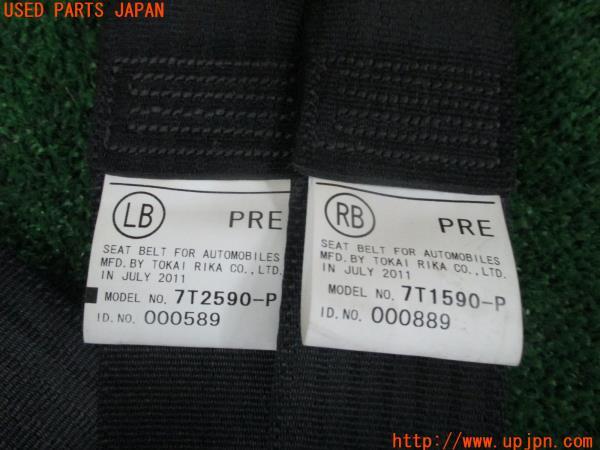 USED PARTS JAPAN
LB PRE
SEAT BELT FOR AUTOMOBILES
MFD. BY TOKAI RIKA CO., LTD.
IN JULY 2011
MODEL NO. 7T2590-P
ID. NO. 000589
RB PRE
SEAT BELT FOR AUTOMOBILES
MFD. BY TOKAI RIKA CO., LTD.
IN JULY 2011
MODEL NO. 7T1590-P
ID. NO. 000889
http://www.upjpn.com/